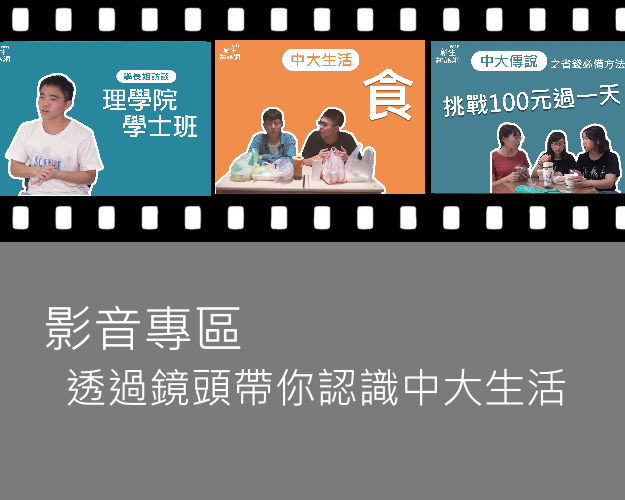 學長姐訪談
理學院
學士班
中大生活
食
中大傳說 之省錢必備方法
挑戰100元過一天
影音專區
透過鏡頭帶你認識中大生活